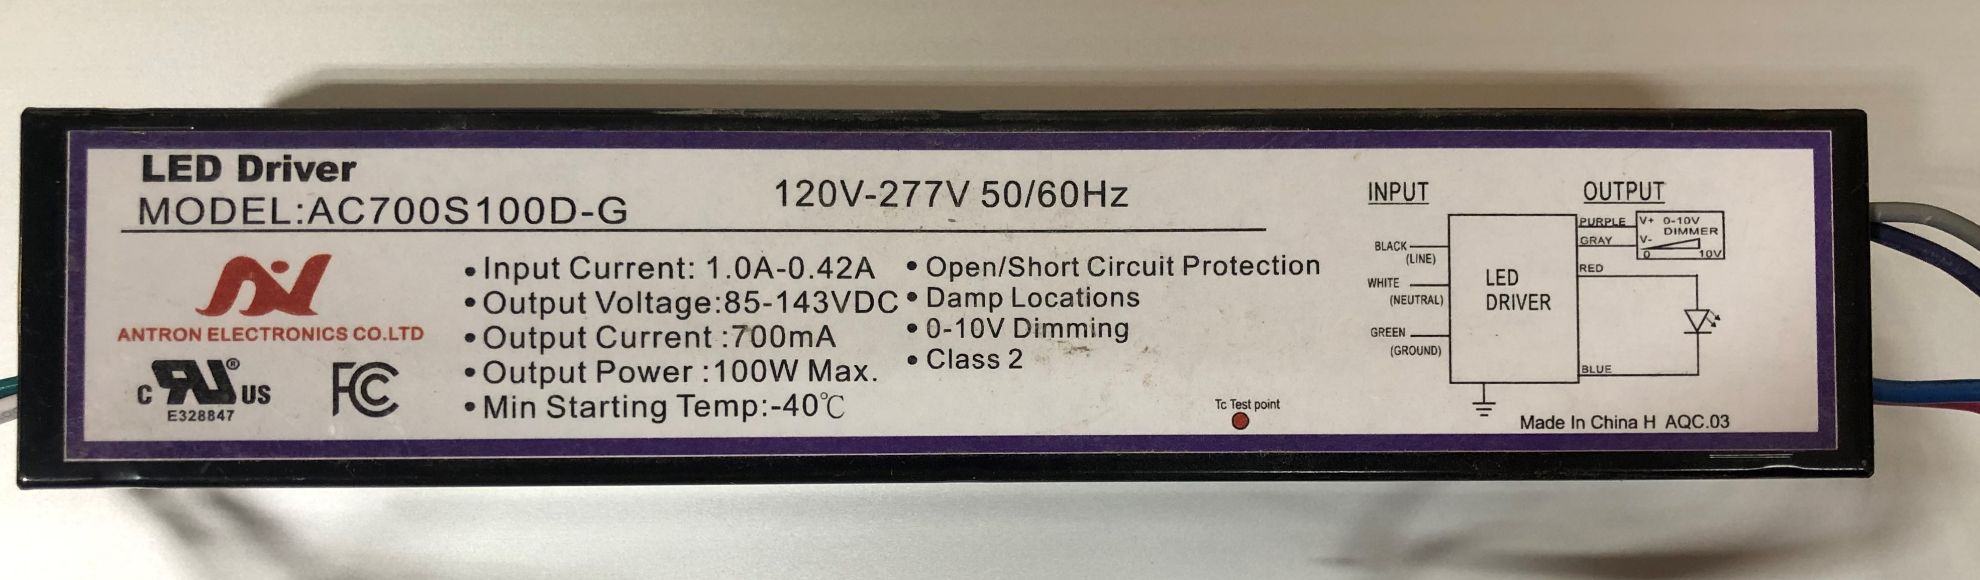 LED Driver
MODEL:AC700S100D-G
120V-277V 50/60Hz
ANTRON ELECTRONICS CO.LTD
C RU ® US
E328847
FC
• Input Current: 1.0A-0.42A
• Output Voltage:85-143VDC
• Output Current :700mA
• Output Power :100W Max.
• Min Starting Temp:-40℃
• Open/Short Circuit Protection
• Damp Locations
• 0-10V Dimming
• Class 2
Tc Test point
INPUT
BLACK
(LINE)
WHITE
(NEUTRAL)
GREEN
(GROUND)
LED
DRIVER
OUTPUT
PURPLE
GRAY
V+ 0-10V
DIMMER
V-
0 10V
RED
BLUE
Made In China H AQC.03